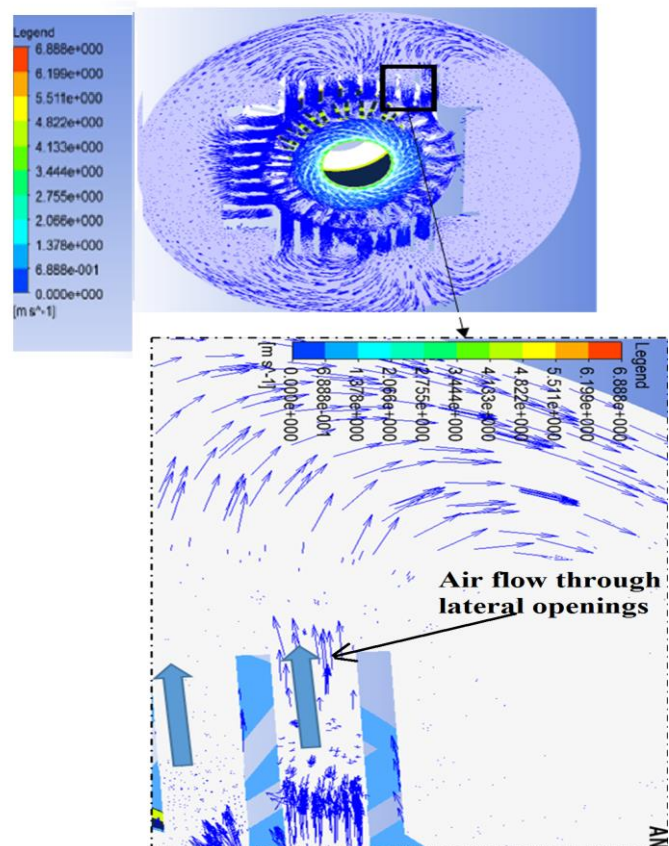 Legend
6.888e+000
6.199e+000
5.511e+000
4.822e+000
4.133e+000
3.444e+000
2.755e+000
2.066e+000
1.378e+000
6.888e-001
0.000e+000
[m s^-1]
Legend
6.888e+000
6.199e+000
5.511e+000
4.822e+000
4.133e+000
3.444e+000
2.755e+000
2.066e+000
1.378e+000
6.888e-001
0.000e+000
[m s^-1]
Air flow through
lateral openings
AN